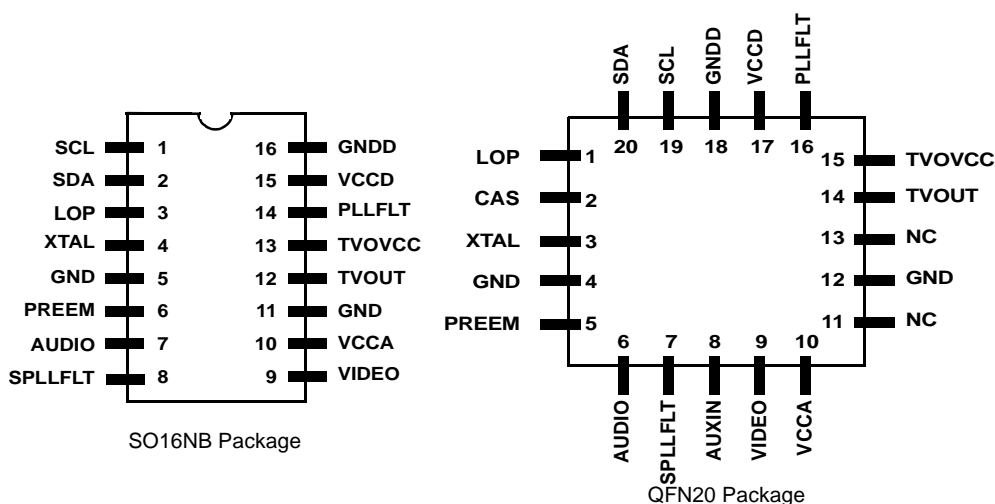 SCL 1 16 GNDD
SDA 2 15 VCCD
LOP 3 14 PLLFLT
XTAL 4 13 TVOVCC
GND 5 12 TVOUT
PREEM 6 11 GND
AUDIO 7 10 VCCA
SPLLFLT 8 9 VIDEO
SO16NB Package
SDA SCL GNDD VCCD PLLFLT
20 19 18 17 16
LOP 1 15 TVOVCC
CAS 2 14 TVOUT
XTAL 3 13 NC
GND 4 12 GND
PREEM 5 11 NC
6 7 8 9 10
AUDIO SPLLFLT AUXIN VIDEO VCCA
QFN20 Package